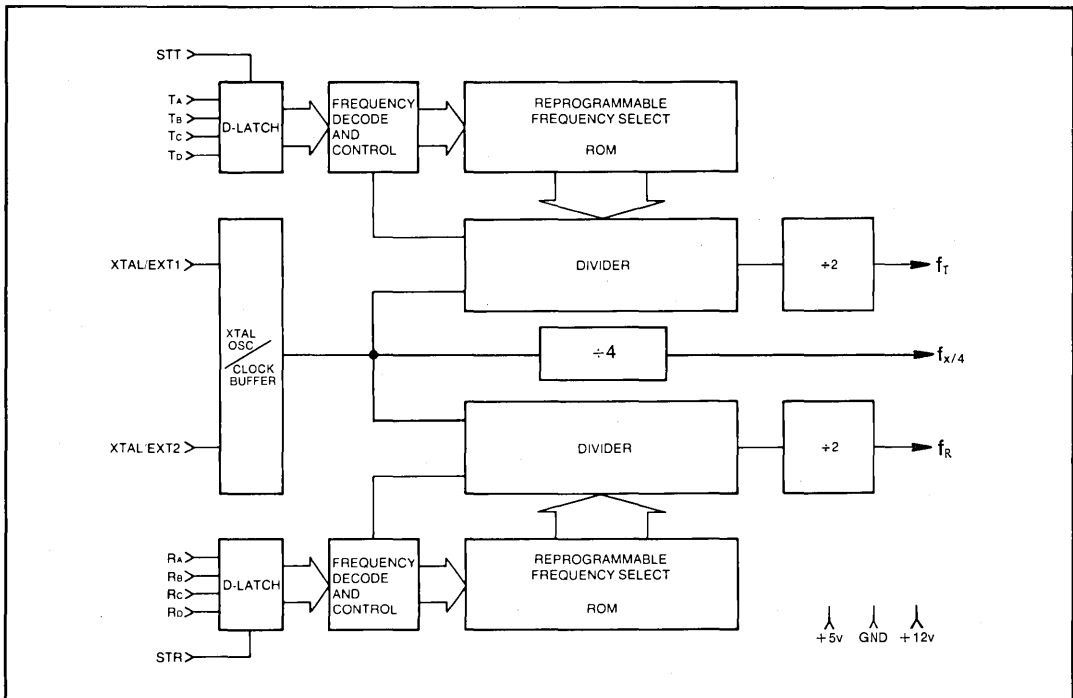 STT
TA
TB
TC
TD
D-LATCH
FREQUENCY
DECODE
AND
CONTROL
REPROGRAMMABLE
FREQUENCY SELECT
ROM
XTAL/EXT1
XTAL
OSC
CLOCK
BUFFER
DIVIDER
÷2
fT
÷4
fx/4
XTAL/EXT2
DIVIDER
÷2
fR
RA
RB
RC
RD
D-LATCH
STR
FREQUENCY
DECODE
AND
CONTROL
REPROGRAMMABLE
FREQUENCY SELECT
ROM
+5v GND +12v